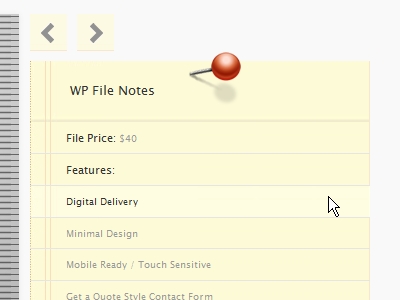 WP File Notes
File Price: $40
Features:
Digital Delivery
Minimal Design
Mobile Ready / Touch Sensitive
Get a Quote Style Contact Form